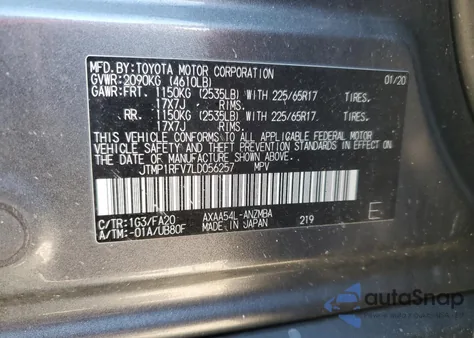 MFD.BY:TOYOTA MOTOR CORPORATION 01/20
GVWR:2090KG (4610LB)
GAWR:FRT. 1150KG (2535LB) WITH 225/65R17 TIRES.
17X7J RIMS.
RR. 1150KG (2535LB) WITH 225/65R17 TIRES.
17X7J RIMS.
THIS VEHICLE CONFORMS TO ALL APPLICABLE FEDERAL MOTOR
VEHICLE SAFETY AND THEFT PREVENTION STANDARDS IN EFFECT
ON THE DATE OF MANUFACTURE SHOWN ABOVE.
JTMP1RFV7LD056257 MPV
C/TR:1G3/FA20 AXAA54L-ANZMBA 219 E
A/TM:-01A/UB80F MADE IN JAPAN
autoSnap